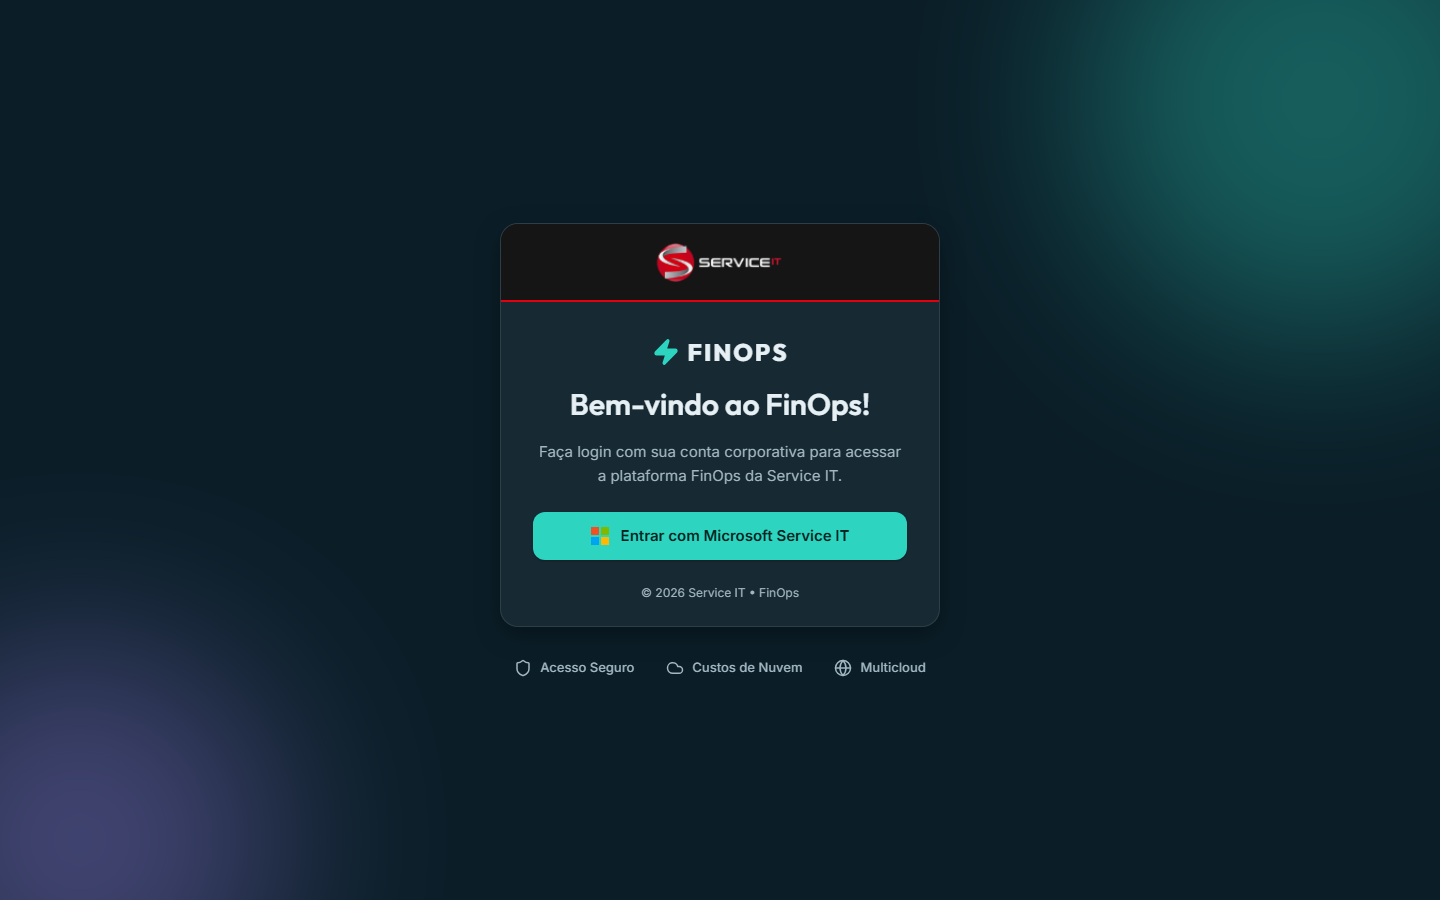 SERVICE IT
FINOPS
Bem-vindo ao FinOps!
Faça login com sua conta corporativa para acessar
a plataforma FinOps da Service IT.
Entrar com Microsoft Service IT
© 2026 Service IT • FinOps
Acesso Seguro
Custos de Nuvem
Multicloud